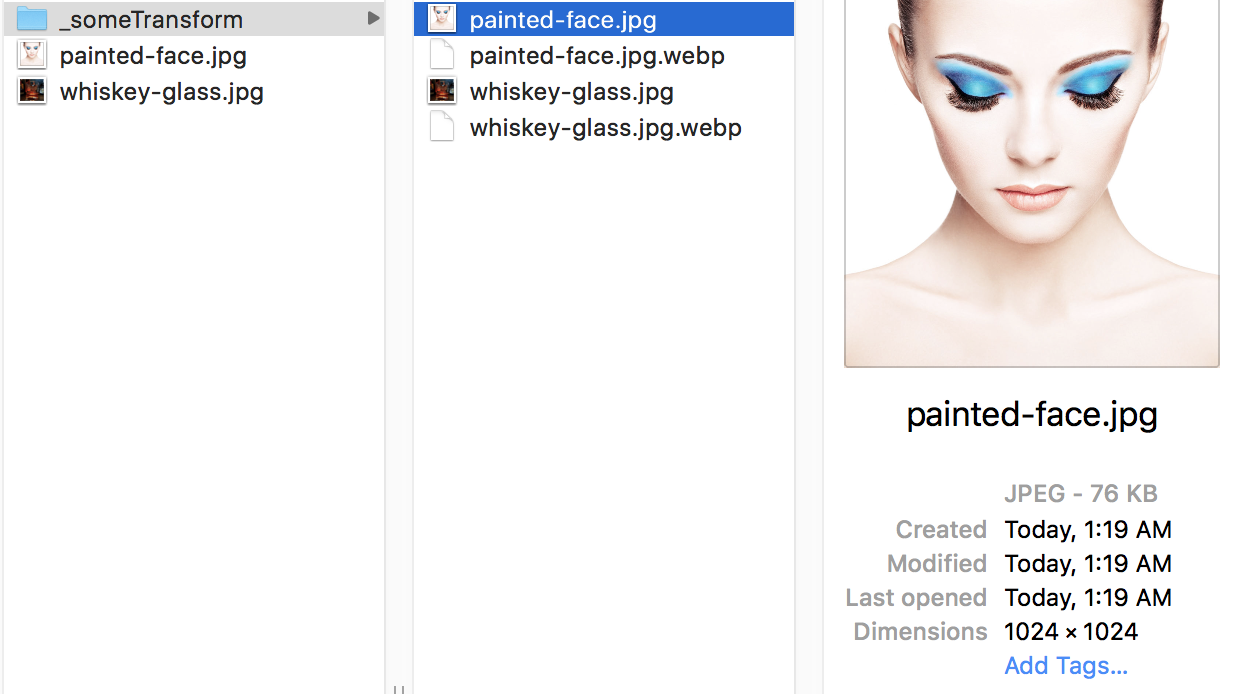 _someTransform
painted-face.jpg
whiskey-glass.jpg
painted-face.jpg
painted-face.jpg.webp
whiskey-glass.jpg
whiskey-glass.jpg.webp
painted-face.jpg
JPEG - 76 KB
Created Today, 1:19 AM
Modified Today, 1:19 AM
Last opened Today, 1:19 AM
Dimensions 1024 × 1024
Add Tags...